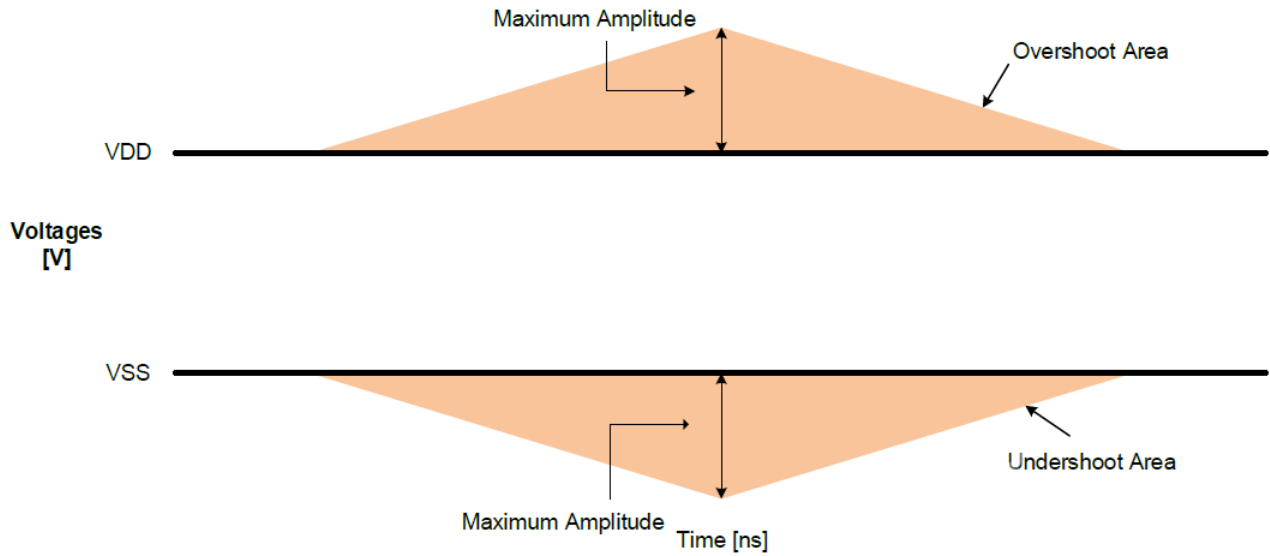 Maximum Amplitude
Overshoot Area
VDD
Voltages
[V]
VSS
Undershoot Area
Maximum Amplitude
Time [ns]